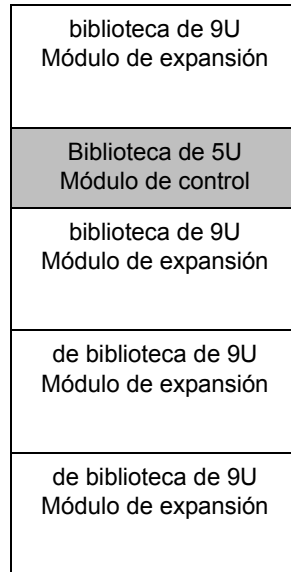 biblioteca de 9U
Módulo de expansión
Biblioteca de 5U
Módulo de control
biblioteca de 9U
Módulo de expansión
de biblioteca de 9U
Módulo de expansión
de biblioteca de 9U
Módulo de expansión